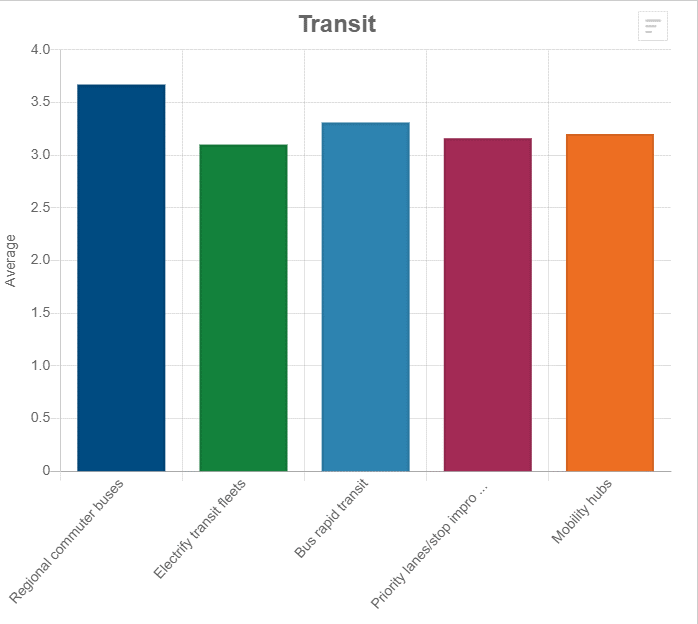 Transit
4.0
3.5
3.0
2.5
2.0
1.5
1.0
0.5
0
Average
Regional commuter buses
Electrify transit fleets
Bus rapid transit
Priority lanes/stop impro ...
Mobility hubs